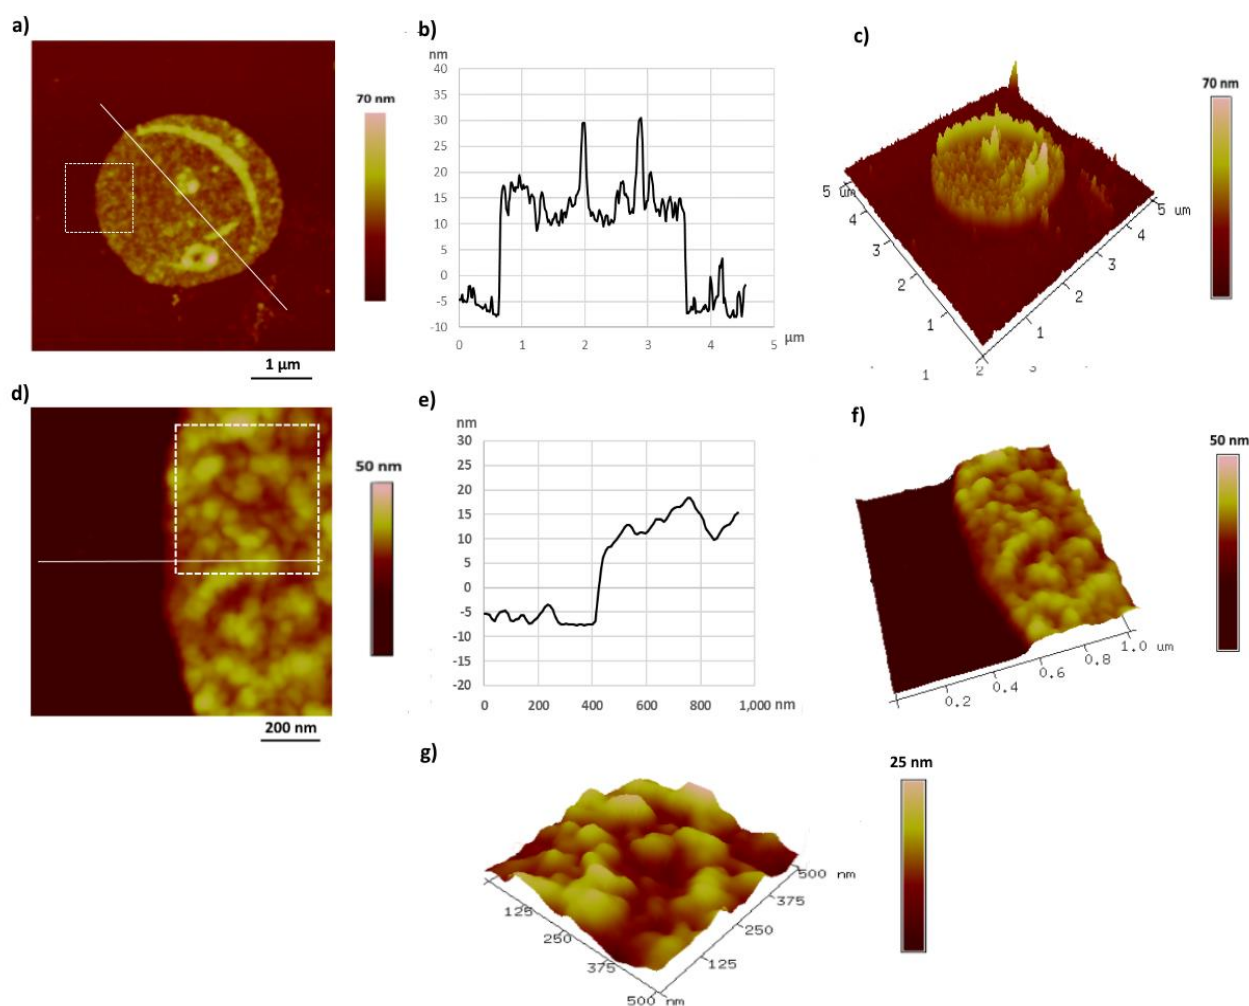 a)
70 nm
1 µm
b)
nm
40
35
30
25
20
15
10
5
0
-5
-10
0 1 2 3 4 5
µm
c)
70 nm
5 um
4
3
2
1
5 um
4
3
2
1
1 2
d)
50 nm
200 nm
e)
nm
30
25
20
15
10
5
0
-5
-10
-15
-20
0 200 400 600 800 1,000 nm
f)
50 nm
0.2 0.4 0.6 0.8 1.0 um
g)
25 nm
125
250
375
500 nm
500 nm
375
250
125